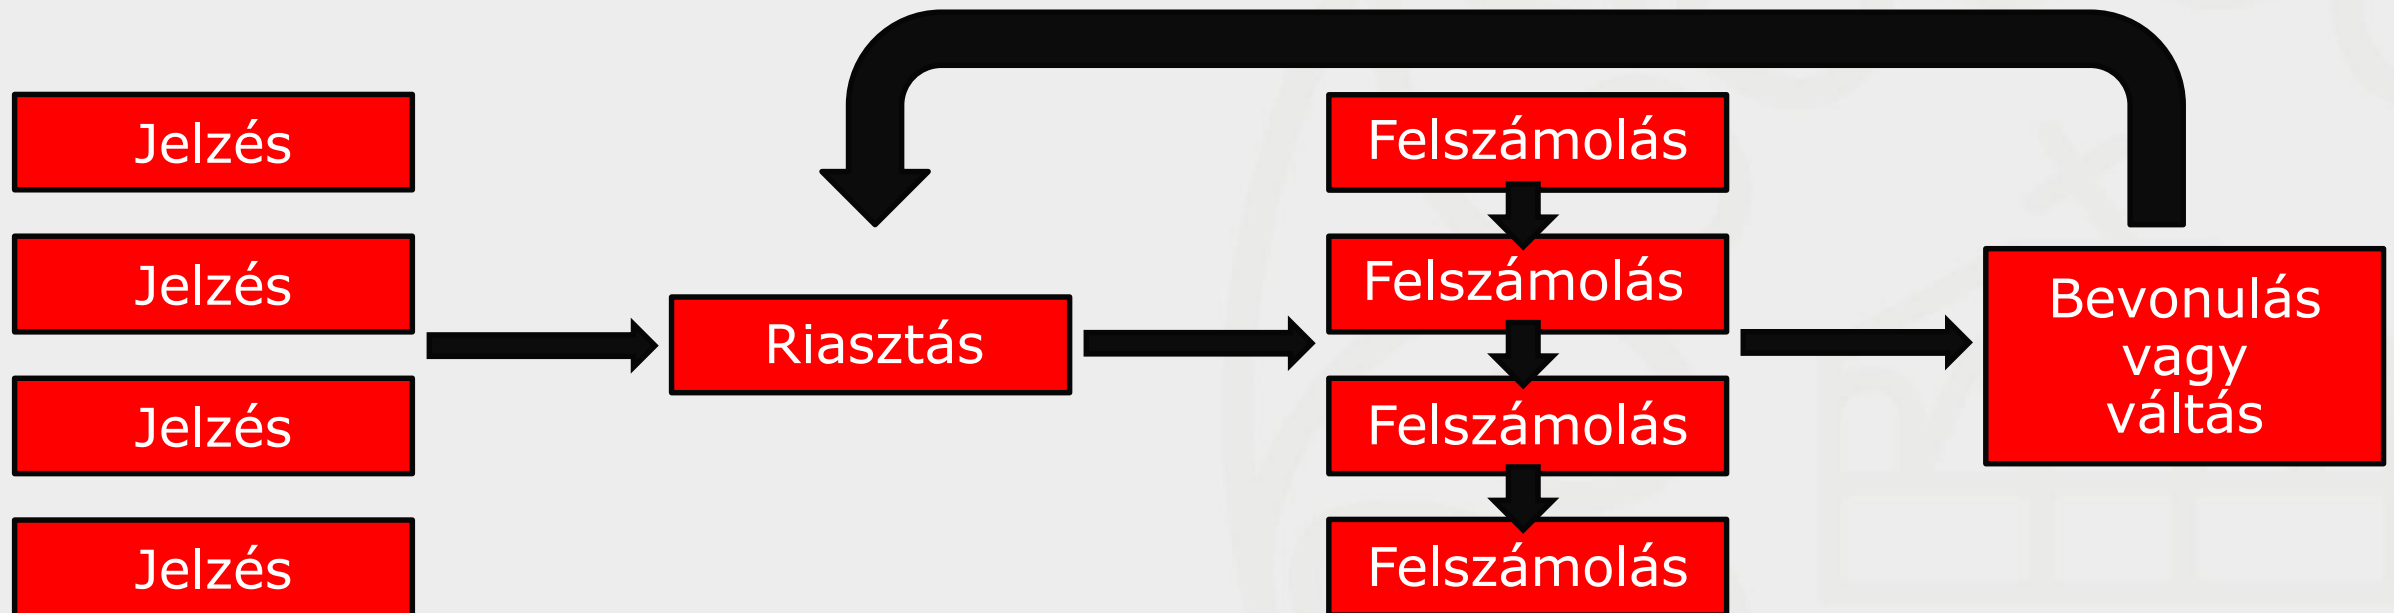 Jelzés
Jelzés
Jelzés
Jelzés
Riasztás
Felszámolás
Felszámolás
Felszámolás
Felszámolás
Bevonulás
vagy
váltás